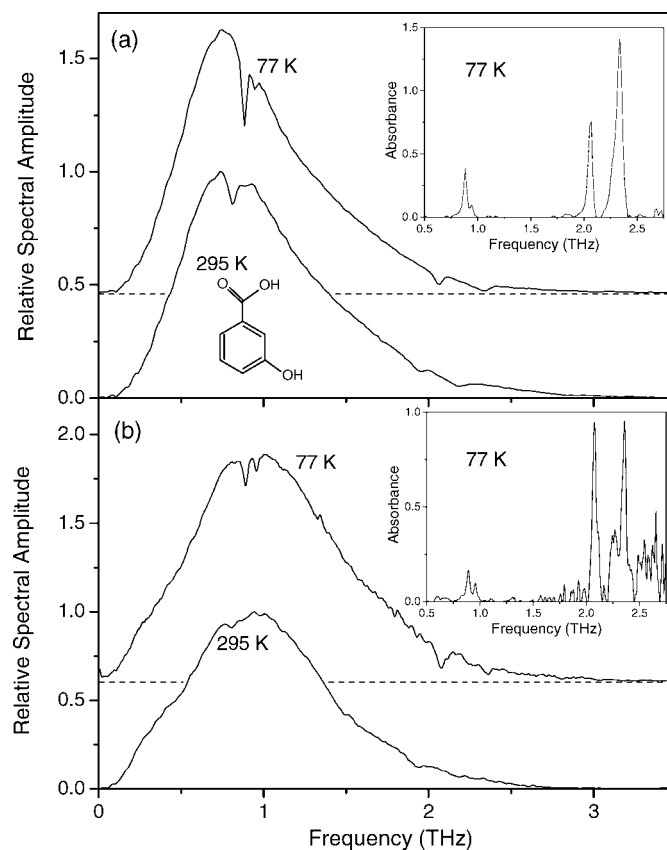 (a)
77 K
295 K
O
OH
OH
Relative Spectral Amplitude
1.5
1.0
0.5
0.0
77 K
Absorbance
1.5
1.0
0.5
0.0
0.5 1.0 1.5 2.0 2.5
Frequency (THz)
(b)
77 K
295 K
Relative Spectral Amplitude
2.0
1.5
1.0
0.5
0.0
77 K
Absorbance
1.0
0.5
0.0
0.5 1.0 1.5 2.0 2.5
Frequency (THz)
0 1 2 3
Frequency (THz)